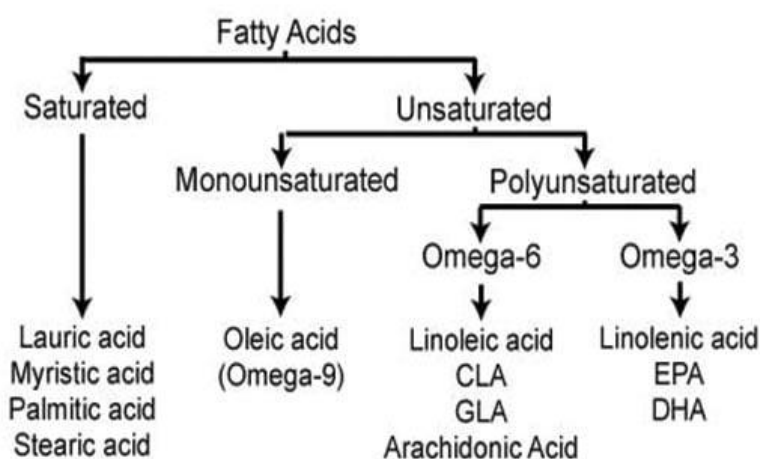 Fatty Acids
Saturated
Unsaturated
Monounsaturated
Polyunsaturated
Omega-6
Omega-3
Lauric acid
Myristic acid
Palmitic acid
Stearic acid
Oleic acid
(Omega-9)
Linoleic acid
CLA
GLA
Arachidonic Acid
Linolenic acid
EPA
DHA